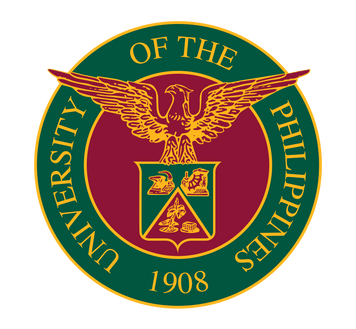 UNIVERSITY OF THE PHILIPPINES
1908